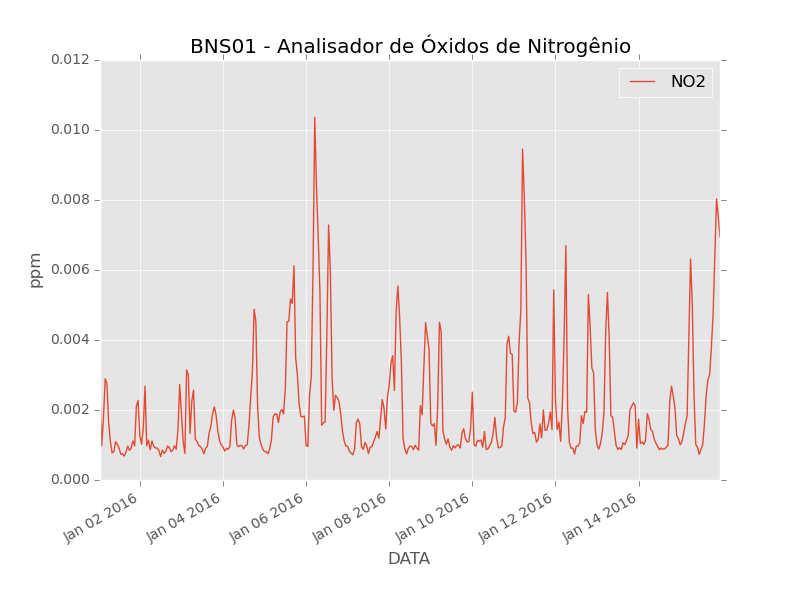 BNS01 - Analisador de Óxidos de Nitrogênio
NO2
0.012
0.010
0.008
0.006
0.004
0.002
0.000
ppm
Jan 02 2016
Jan 04 2016
Jan 06 2016
Jan 08 2016
Jan 10 2016
Jan 12 2016
Jan 14 2016
DATA